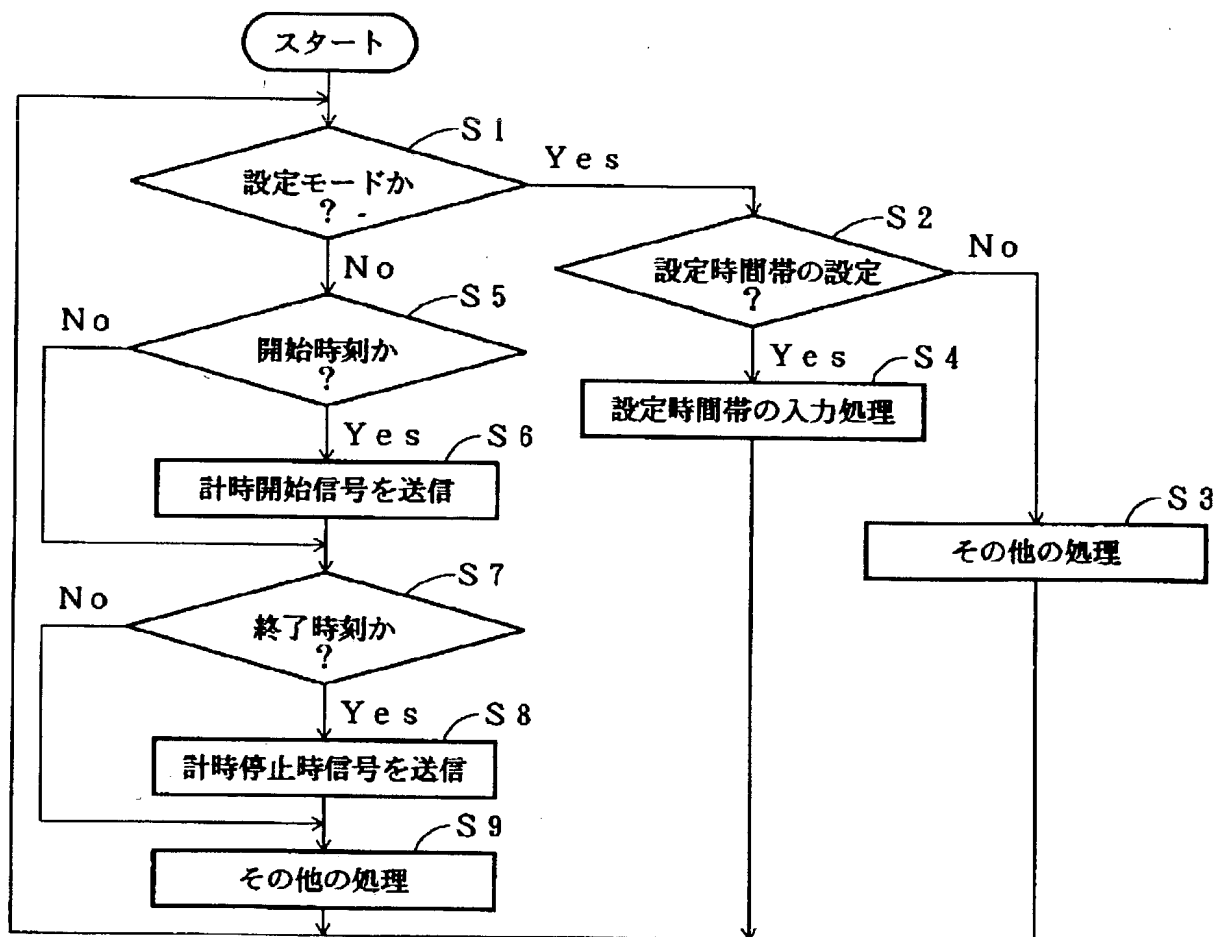 スタート
S1
設定モードか
?
Yes
No
S2
設定時間帯の設定
?
No
Yes
S4
設定時間帯の入力処理
S3
その他の処理
S5
開始時刻か
?
No
Yes
S6
計時開始信号を送信
S7
終了時刻か
?
No
Yes
S8
計時停止時信号を送信
S9
その他の処理